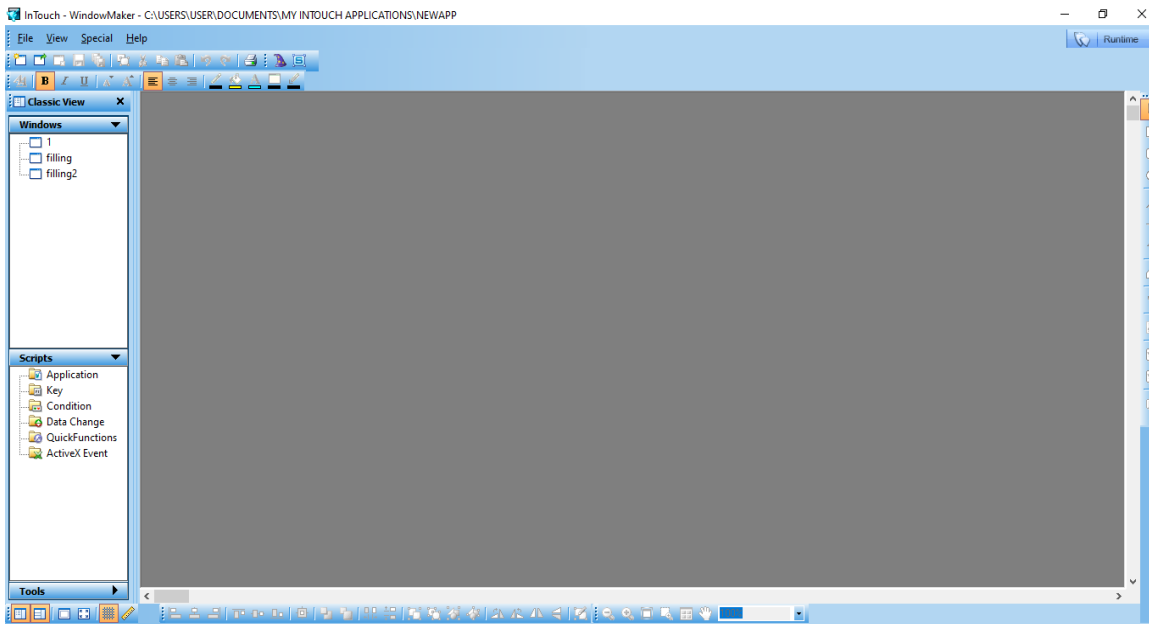 InTouch - WindowMaker - C:\USERS\USER\DOCUMENTS\MY INTOUCH APPLICATIONS\NEWAPP
File View Special Help
Runtime
B I U A A
Classic View
Windows
1
filling
filling2
Scripts
Application
Key
Condition
Data Change
QuickFunctions
ActiveX Event
Tools